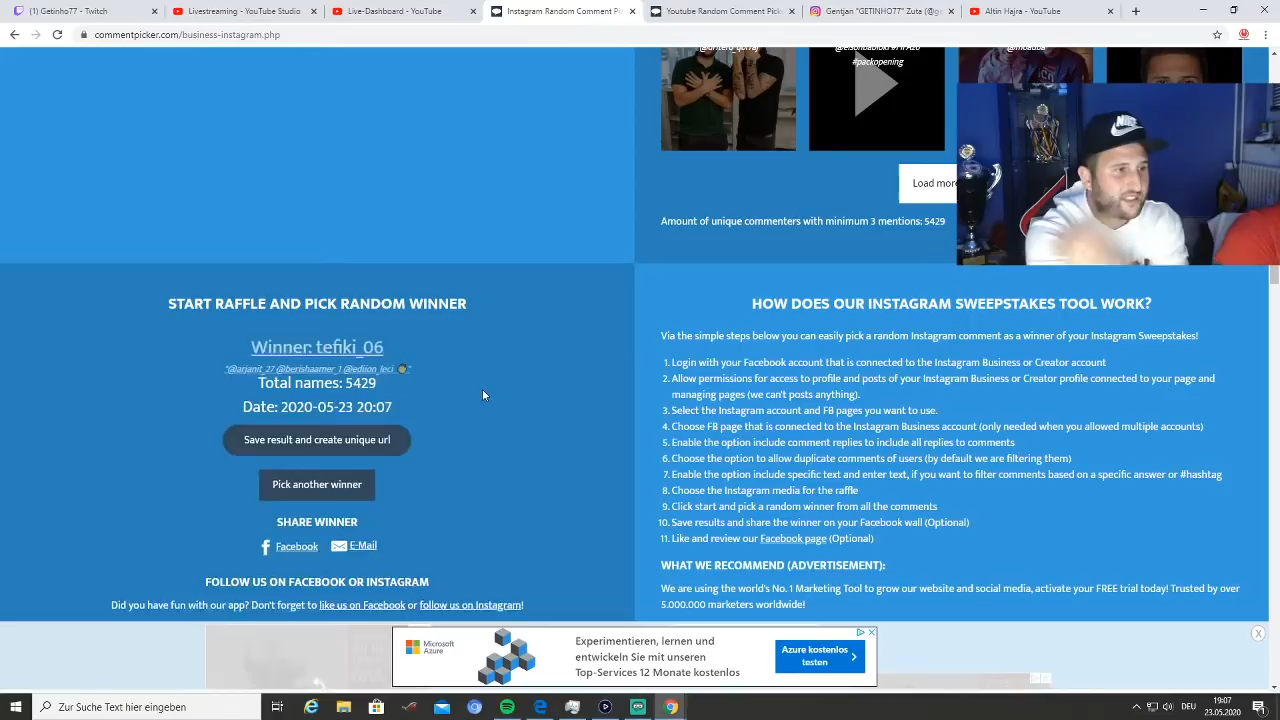 (1) Getinho77 - Twitch
Livestreaming - YouTube Studio
Live-Dashboard - YouTube
Instagram Random Comment Pi
Youtube Random Comment Picke
Gentjan "GETINHO7" Zuta (@g
Altin Hajra - YouTube
commentpicker.com/business-instagram.php
#packopening
Load more
Amount of unique commenters with minimum 3 mentions: 5429
START RAFFLE AND PICK RANDOM WINNER
Winner: tefiki_06
"@arjanit_27 @berishaamer_1.@ediion_leci
Total names: 5429
Date: 2020-05-23 20:07
Save result and create unique url
Pick another winner
SHARE WINNER
Facebook E-Mail
FOLLOW US ON FACEBOOK OR INSTAGRAM
Did you have fun with our app? Don't forget to like us on Facebook or follow us on Instagram!
HOW DOES OUR INSTAGRAM SWEEPSTAKES TOOL WORK?
Via the simple steps below you can easily pick a random Instagram comment as a winner of your Instagram Sweepstakes!
1. Login with your Facebook account that is connected to the Instagram Business or Creator account
2. Allow permissions for access to profile and posts of your Instagram Business or Creator profile connected to your page and
managing pages (we can't posts anything).
3. Select the Instagram account and FB pages you want to use.
4. Choose FB page that is connected to the Instagram Business account (only needed when you allowed multiple accounts)
5. Enable the option include comment replies to include all replies to comments
6. Choose the option to allow duplicate comments of users (by default we are filtering them)
7. Enable the option include specific text and enter text, if you want to filter comments based on a specific answer or #hashtag
8. Choose the Instagram media for the raffle
9. Click start and pick a random winner from all the comments
10. Save results and share the winner on your Facebook wall (Optional)
11. Like and review our Facebook page (Optional)
WHAT WE RECOMMEND (ADVERTISEMENT):
We are using the world's No. 1 Marketing Tool to grow our website and social media, activate your FREE trial today! Trusted by over
5.000.000 marketers worldwide!
Microsoft
Azure
Experimentieren, lernen und
entwickeln Sie mit unseren
Top-Services 12 Monate kostenlos
Azure kostenlos
testen
Zur Suche Text hier eingeben
DEU
19:07
23.05.2020